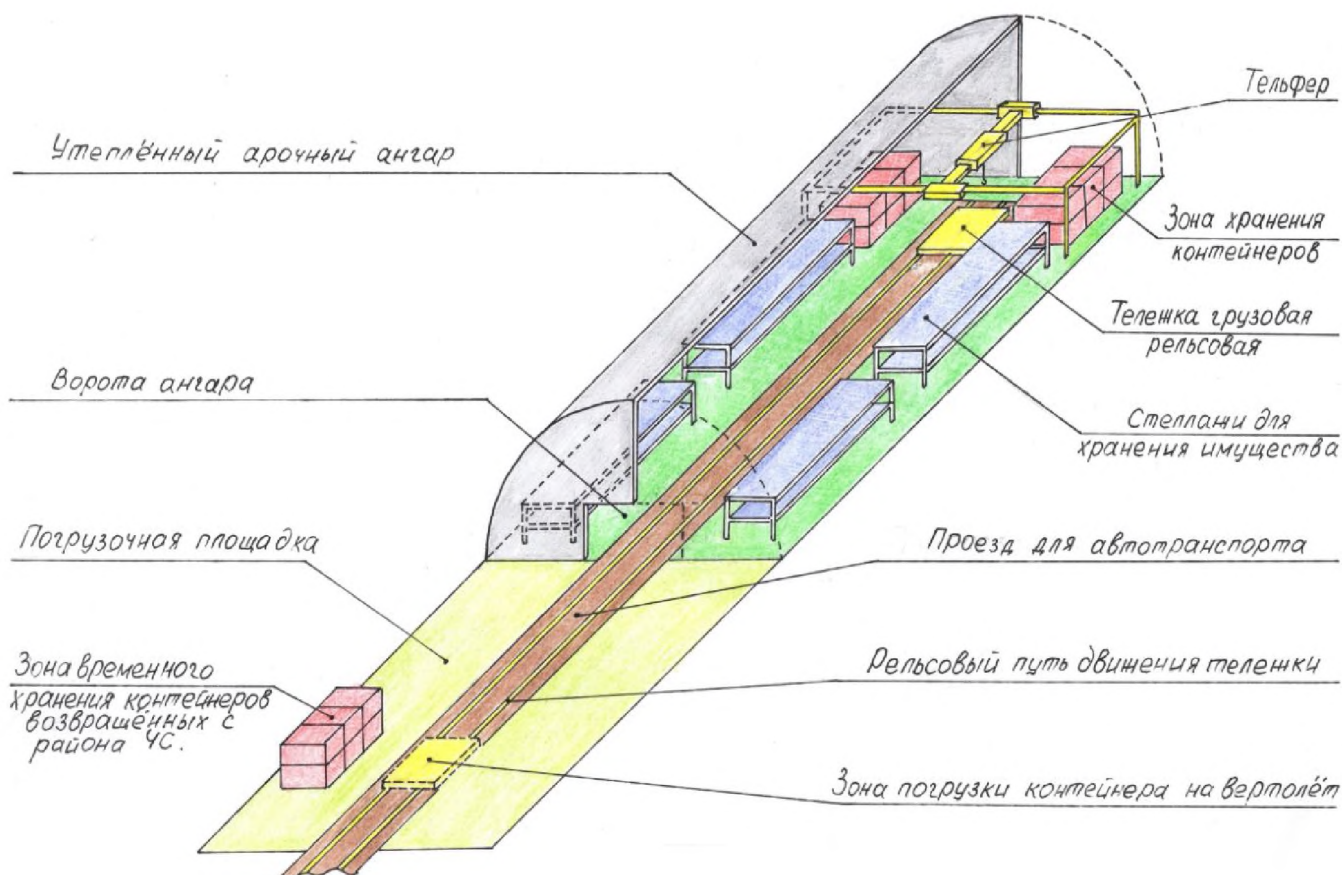 Тельфер
Утеплённый арочный ангар
Зона хранения
контейнеров
Тележка грузовая
рельсовая
Ворота ангара
Стеллажи для
хранения имущества
Погрузочная площадка
Проезд для автотранспорта
Зона временного
хранения контейнеров
возвращённых с
района ЧС.
Рельсовый путь движения тележки
Зона погрузки контейнера на вертолёт